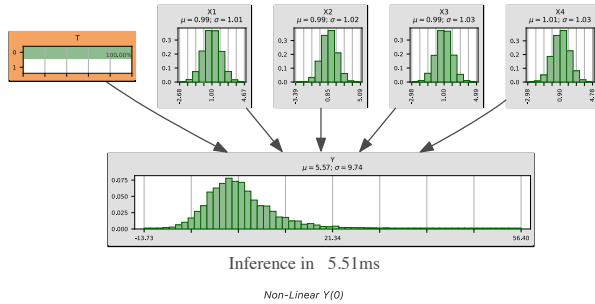 T
0
100.00%
1
X1
μ = 0.99; σ = 1.01
0.3
0.2
0.1
0.0
-2.68
1.00
4.67
X2
μ = 0.99; σ = 1.02
0.3
0.2
0.1
0.0
-3.39
0.85
5.09
X3
μ = 0.99; σ = 1.03
0.3
0.2
0.1
0.0
-2.98
1.00
4.99
X4
μ = 1.01; σ = 1.03
0.3
0.2
0.1
0.0
-2.98
0.90
4.78
Y
μ = 5.57; σ = 9.74
0.075
0.050
0.025
0.000
-13.73
21.34
56.40
Inference in 5.51ms
Non-Linear Y(0)